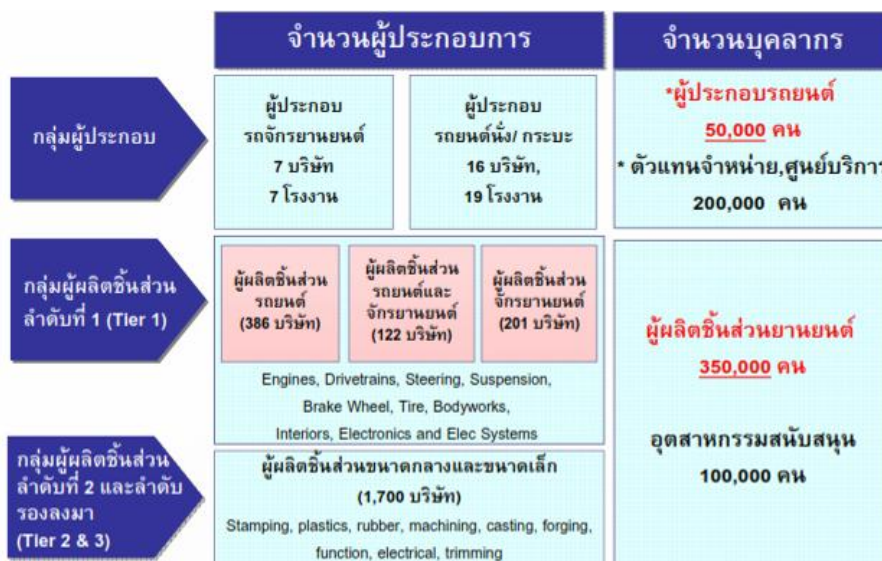 จำนวนผู้ประกอบการ
จำนวนบุคลากร
กลุ่มผู้ประกอบ
ผู้ประกอบ
รถจักรยานยนต์
7 บริษัท
7 โรงงาน
ผู้ประกอบ
รถยนต์นั่ง/ กระบะ
16 บริษัท,
19 โรงงาน
*ผู้ประกอบรถยนต์
50,000 คน
* ตัวแทนจำหน่าย,ศูนย์บริการ
200,000 คน
กลุ่มผู้ผลิตชิ้นส่วน
ลำดับที่ 1 (Tier 1)
ผู้ผลิตชิ้นส่วน
รถยนต์
(386 บริษัท)
ผู้ผลิตชิ้นส่วน
รถยนต์และ
จักรยานยนต์
(122 บริษัท)
ผู้ผลิตชิ้นส่วน
จักรยานยนต์
(201 บริษัท)
Engines, Drivetrains, Steering, Suspension,
Brake Wheel, Tire, Bodyworks,
Interiors, Electronics and Elec Systems
ผู้ผลิตชิ้นส่วนยานยนต์
350,000 คน
อุตสาหกรรมสนับสนุน
100,000 คน
กลุ่มผู้ผลิตชิ้นส่วน
ลำดับที่ 2 และลำดับ
รองลงมา
(Tier 2 & 3)
ผู้ผลิตชิ้นส่วนขนาดกลางและขนาดเล็ก
(1,700 บริษัท)
Stamping, plastics, rubber, machining, casting, forging,
function, electrical, trimming